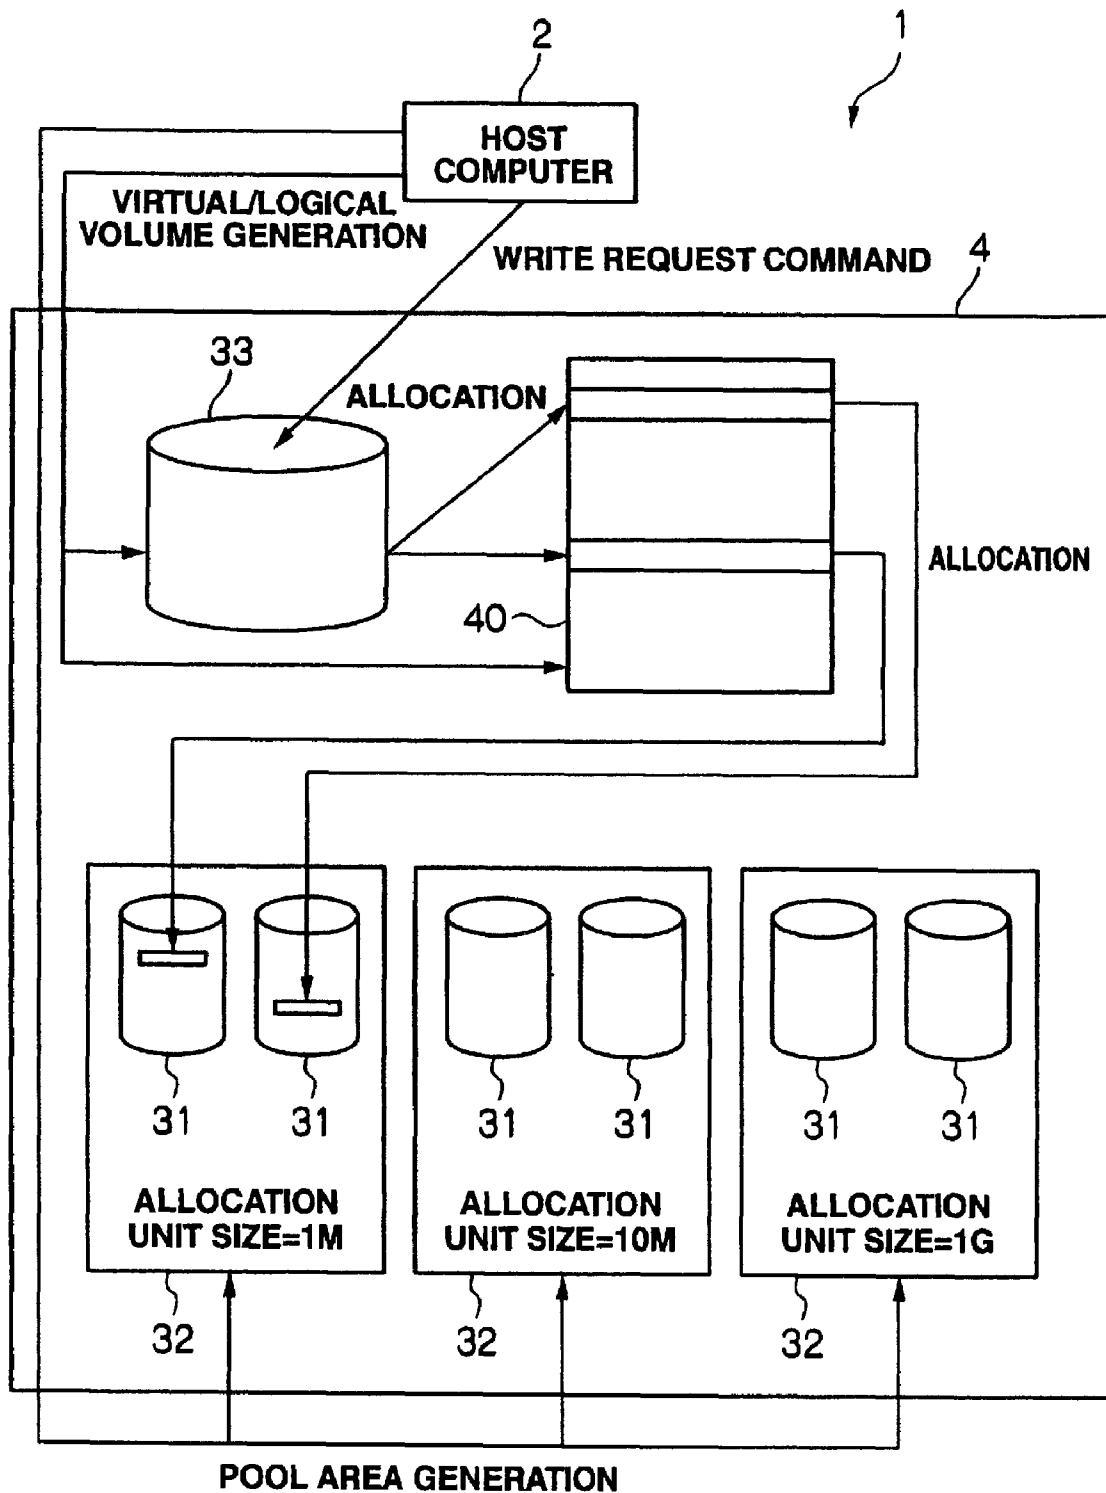 1
2
HOST
COMPUTER
VIRTUAL/LOGICAL
VOLUME GENERATION
WRITE REQUEST COMMAND
4
33
ALLOCATION
ALLOCATION
40
31 31 31 31 31 31
ALLOCATION
UNIT SIZE=1M
ALLOCATION
UNIT SIZE=10M
ALLOCATION
UNIT SIZE=1G
32 32 32
POOL AREA GENERATION